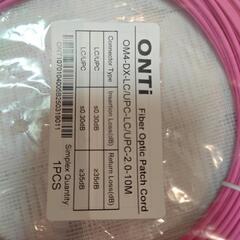 ONTi
Fiber Optic Patch Cord
OM4-DX-LC/UPC-LC/UPC-2.0-10M
Connector Type Insertion Loss(dB) Return Loss(dB)
LC/UPC ≤0.30dB ≥35dB
LC/UPC ≤0.30dB ≥35dB
Simplex Quantity
1PCS